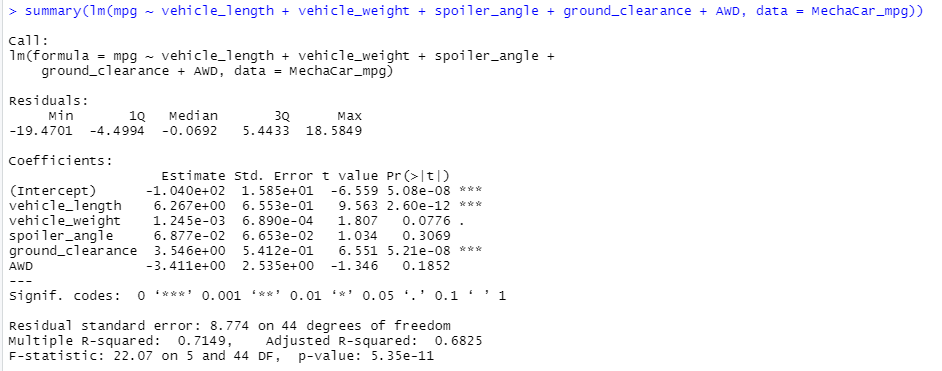 > summary(lm(mpg ~ vehicle_length + vehicle_weight + spoiler_angle + ground_clearance + AWD, data = MechaCar_mpg))
Call:
lm(formula = mpg ~ vehicle_length + vehicle_weight + spoiler_angle +
    ground_clearance + AWD, data = MechaCar_mpg)
Residuals:
     Min       1Q   Median       3Q      Max
-19.4701  -4.4994  -0.0692   5.4433  18.5849
Coefficients:
                   Estimate Std. Error t value Pr(>|t|)
(Intercept)      -1.040e+02  1.585e+01  -6.559 5.08e-08 ***
vehicle_length    6.267e+00  6.553e-01   9.563 2.60e-12 ***
vehicle_weight    1.245e-03  6.890e-04   1.807   0.0776 .
spoiler_angle     6.877e-02  6.653e-02   1.034   0.3069
ground_clearance  3.546e+00  5.412e-01   6.551 5.21e-08 ***
AWD              -3.411e+00  2.535e+00  -1.346   0.1852
---
Signif. codes:  0 ‘***’ 0.001 ‘**’ 0.01 ‘*’ 0.05 ‘.’ 0.1 ‘ ’ 1
Residual standard error: 8.774 on 44 degrees of freedom
Multiple R-squared:  0.7149,    Adjusted R-squared:  0.6825
F-statistic: 22.07 on 5 and 44 DF,  p-value: 5.35e-11